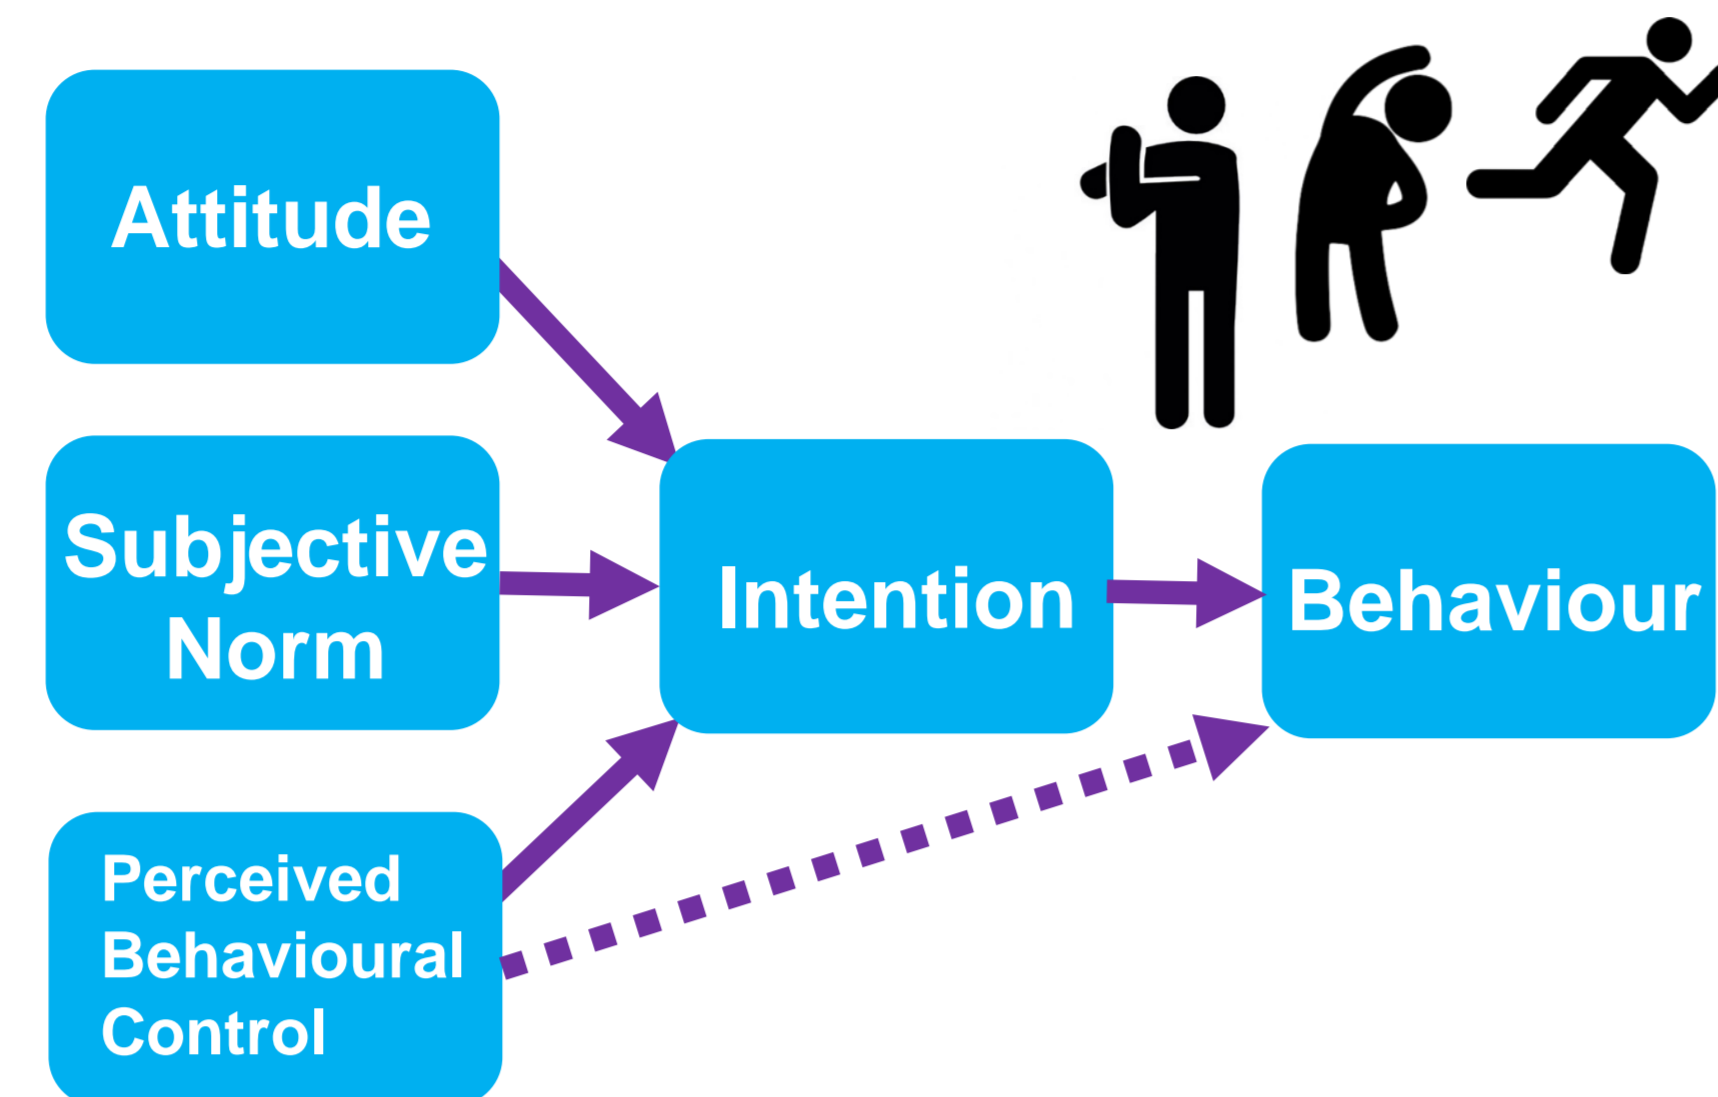 Attitude
Subjective
Norm
Perceived
Behavioural
Control
Intention
Behaviour